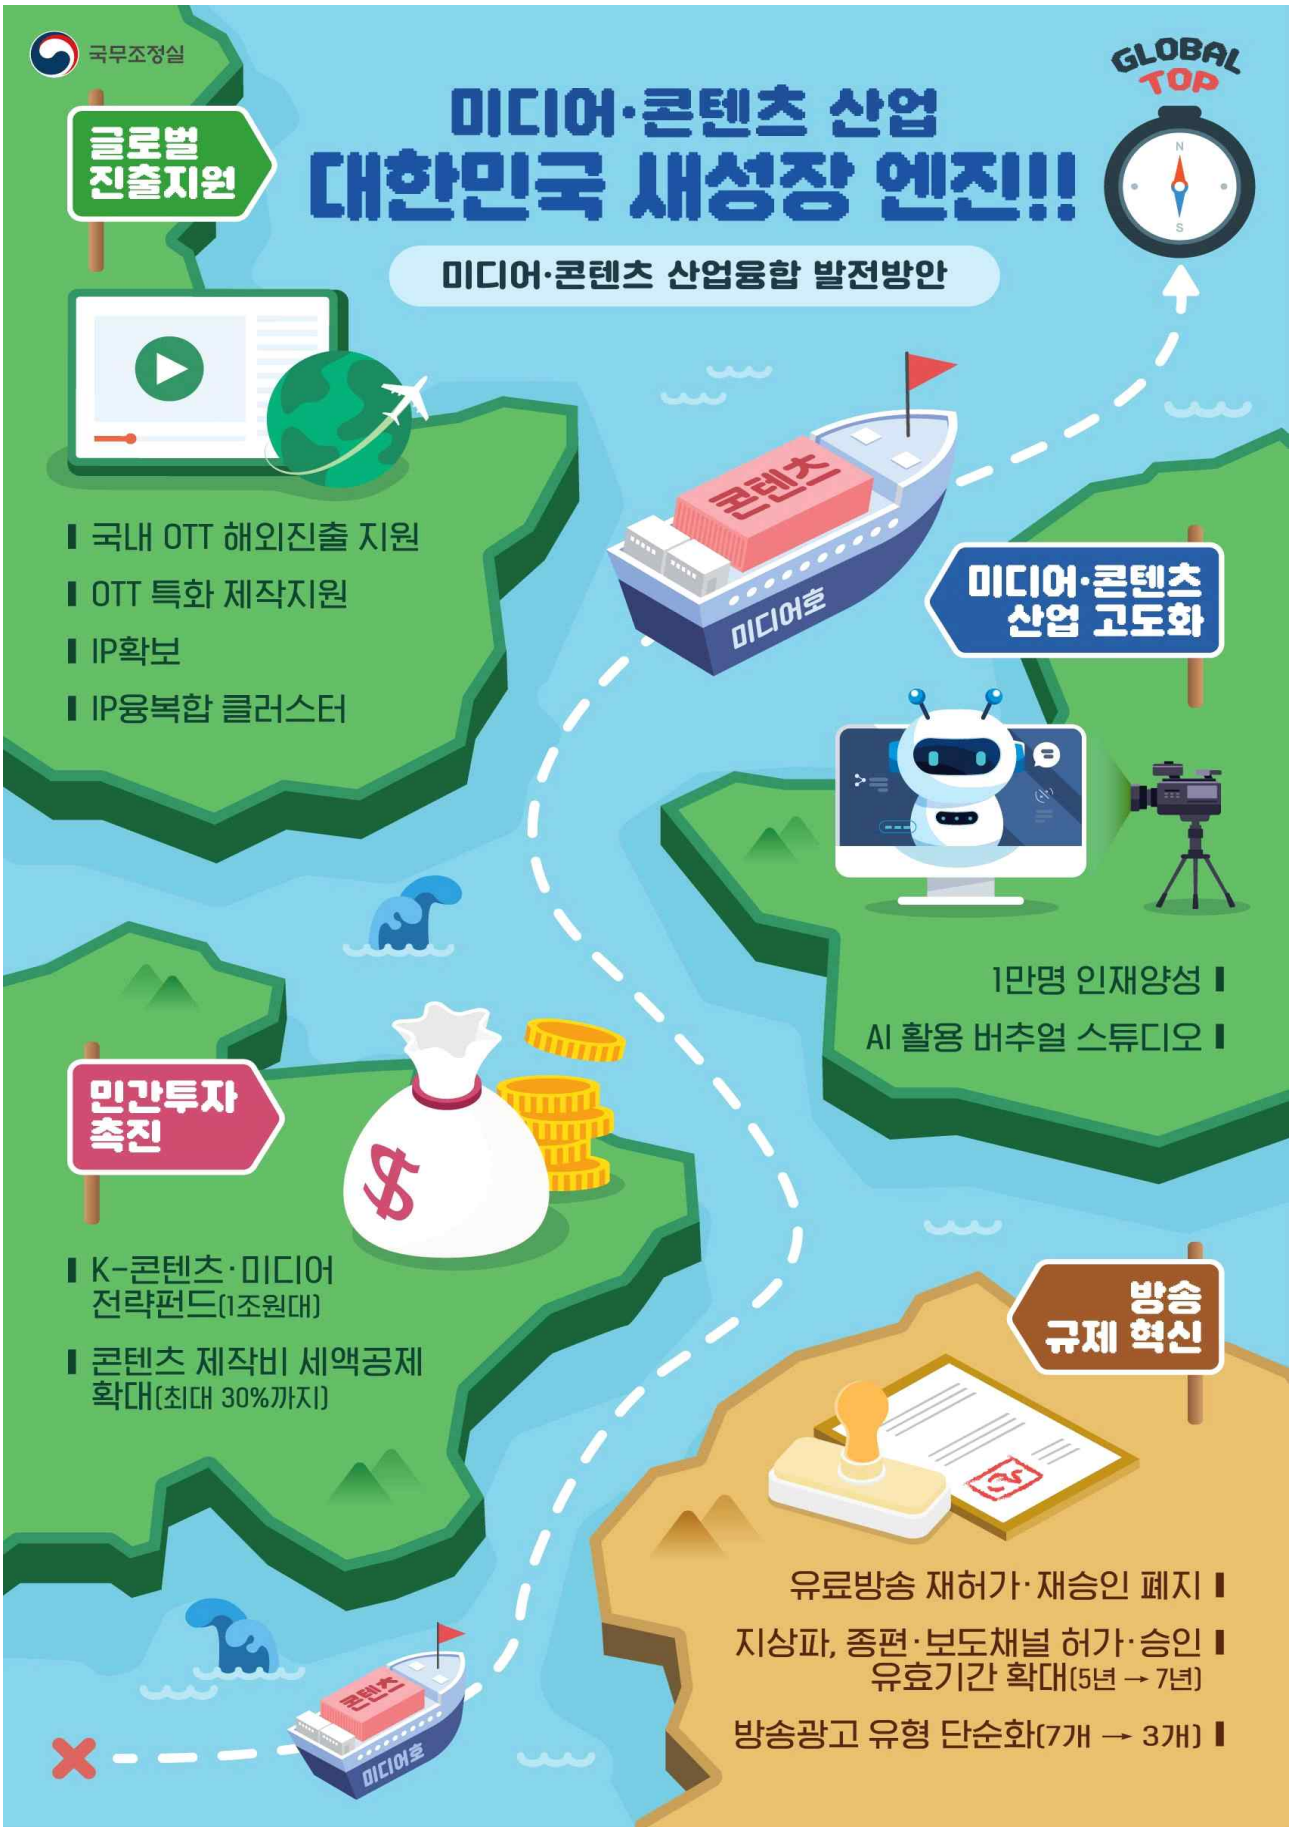 국무조정실
GLOBAL
TOP
미디어·콘텐츠 산업
대한민국 새성장 엔진!!
미디어·콘텐츠 산업융합 발전방안
N
S
글로벌
진출지원
국내 OTT 해외진출 지원
OTT 특화 제작지원
IP확보
IP융복합 클러스터
콘텐츠
미디어호
미디어·콘텐츠
산업 고도화
1만명 인재양성
AI 활용 버추얼 스튜디오
민간투자
촉진
$
K-콘텐츠·미디어
전략펀드(1조원대)
콘텐츠 제작비 세액공제
확대(최대 30%까지)
방송
규제 혁신
유료방송 재허가·재승인 폐지
지상파, 종편·보도채널 허가·승인
유효기간 확대(5년 → 7년)
방송광고 유형 단순화(7개 → 3개)
콘텐츠
미디어호